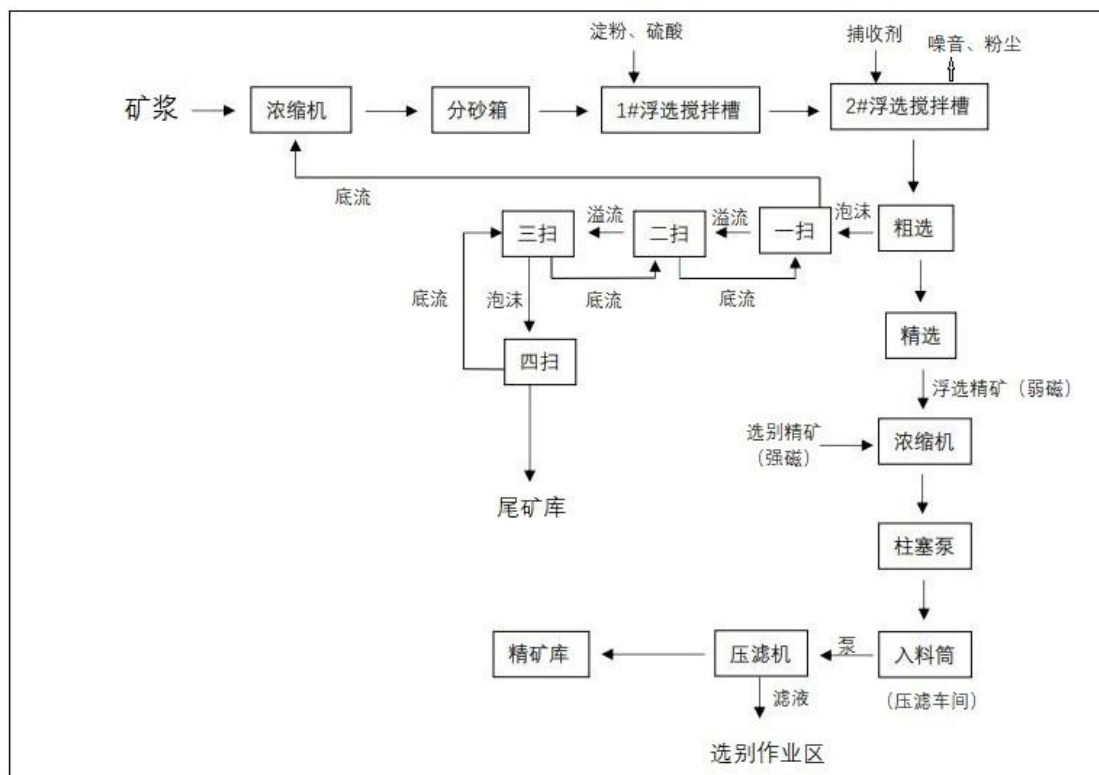 淀粉、硫酸
捕收剂
噪音、粉尘
矿浆
浓缩机
分砂箱
1#浮选搅拌槽
2#浮选搅拌槽
底流
三扫
溢流
二扫
溢流
一扫
泡沫
粗选
底流
泡沫
底流
底流
精选
四扫
浮选精矿（弱磁）
选别精矿
（强磁）
浓缩机
尾矿库
柱塞泵
精矿库
压滤机
泵
入料筒
滤液
（压滤车间）
选别作业区